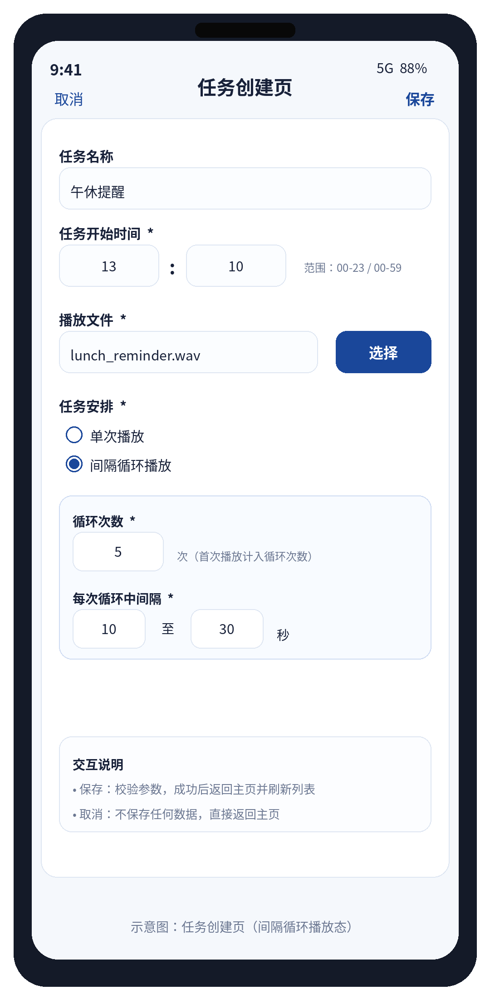 9:41
5G 88%
任务创建页
取消
保存
任务名称
午休提醒
任务开始时间 *
13 : 10 范围：00-23 / 00-59
播放文件 *
lunch_reminder.wav 选择
任务安排 *
单次播放
间隔循环播放
循环次数 *
5 次（首次播放计入循环次数）
每次循环中间隔 *
10 至 30 秒
交互说明
• 保存：校验参数，成功后返回主页并刷新列表
• 取消：不保存任何数据，直接返回主页
示意图：任务创建页（间隔循环播放态）